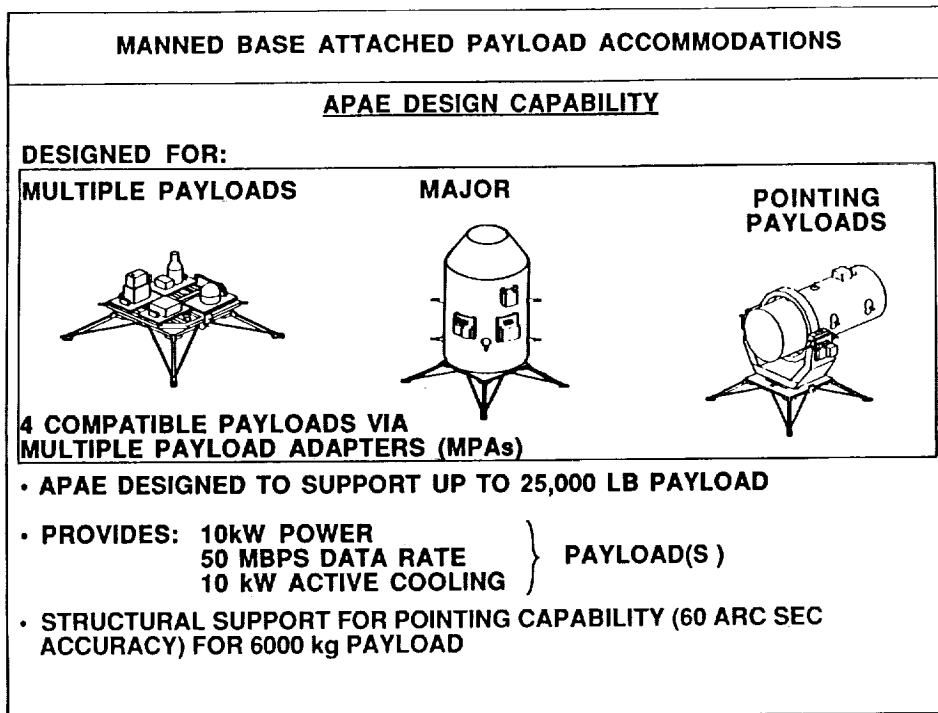 MANNED BASE ATTACHED PAYLOAD ACCOMMODATIONS
APAE DESIGN CAPABILITY
DESIGNED FOR:
MULTIPLE PAYLOADS
MAJOR
POINTING
PAYLOADS
4 COMPATIBLE PAYLOADS VIA
MULTIPLE PAYLOAD ADAPTERS (MPAs)
• APAE DESIGNED TO SUPPORT UP TO 25,000 LB PAYLOAD
• PROVIDES: 10kW POWER
50 MBPS DATA RATE
10 kW ACTIVE COOLING
PAYLOAD(S )
• STRUCTURAL SUPPORT FOR POINTING CAPABILITY (60 ARC SEC
ACCURACY) FOR 6000 kg PAYLOAD